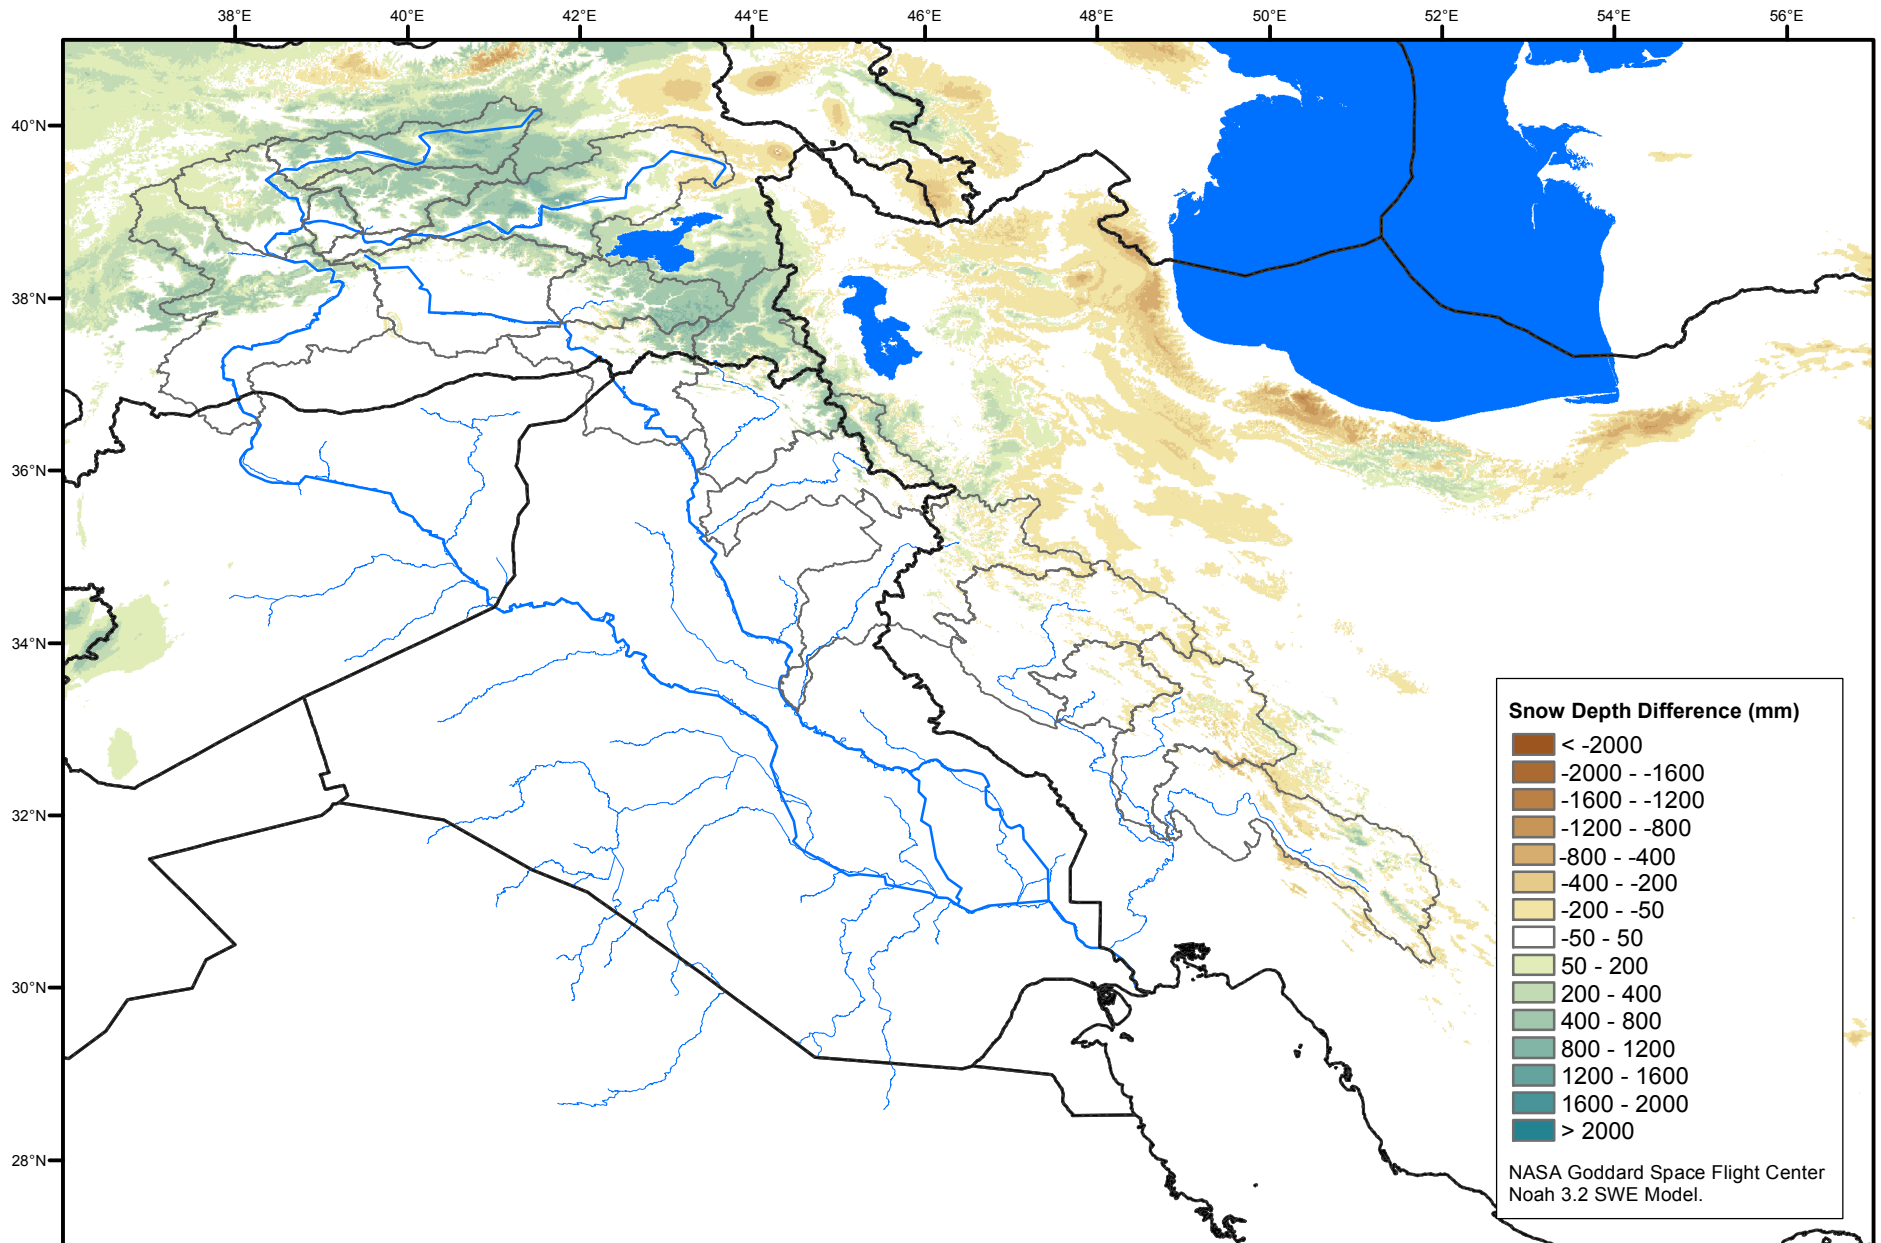 38°E 40°E 42°E 44°E 46°E 48°E 50°E 52°E 54°E 56°E
40°N
38°N
36°N
34°N
32°N
30°N
28°N
Snow Depth Difference (mm)
< -2000
-2000 - -1600
-1600 - -1200
-1200 - -800
-800 - -400
-400 - -200
-200 - -50
-50 - 50
50 - 200
200 - 400
400 - 800
800 - 1200
1200 - 1600
1600 - 2000
> 2000
NASA Goddard Space Flight Center
Noah 3.2 SWE Model.